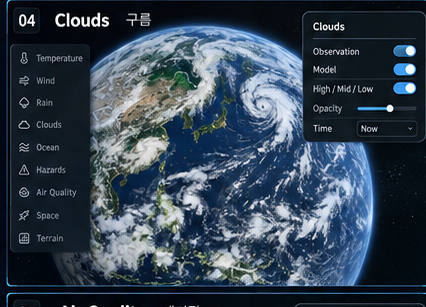 04 Clouds 구름
Temperature
Wind
Rain
Clouds
Ocean
Hazards
Air Quality
Space
Terrain
Clouds
Observation
Model
High / Mid / Low
Opacity
Time Now